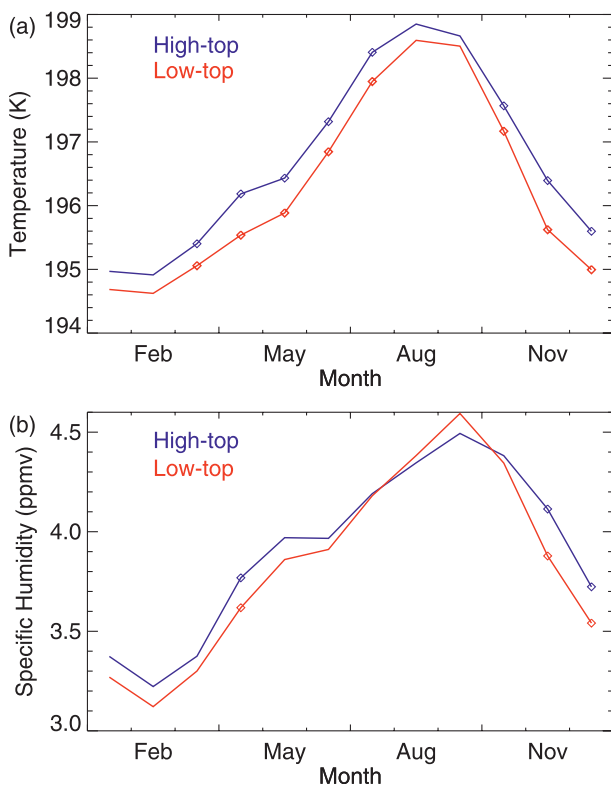 (a)
199
198
197
196
195
194
Temperature (K)
High-top
Low-top
Feb May Aug Nov
Month
(b)
4.5
4.0
3.5
3.0
Specific Humidity (ppmv)
High-top
Low-top
Feb May Aug Nov
Month